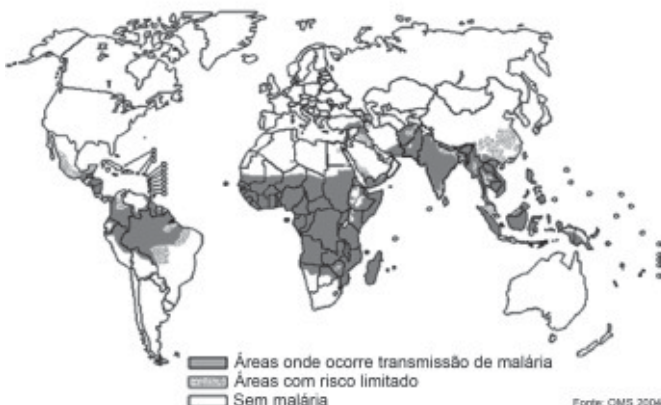 Áreas onde ocorre transmissão de malária
Áreas com risco limitado
Sem malária
Fonte: OMS 2004